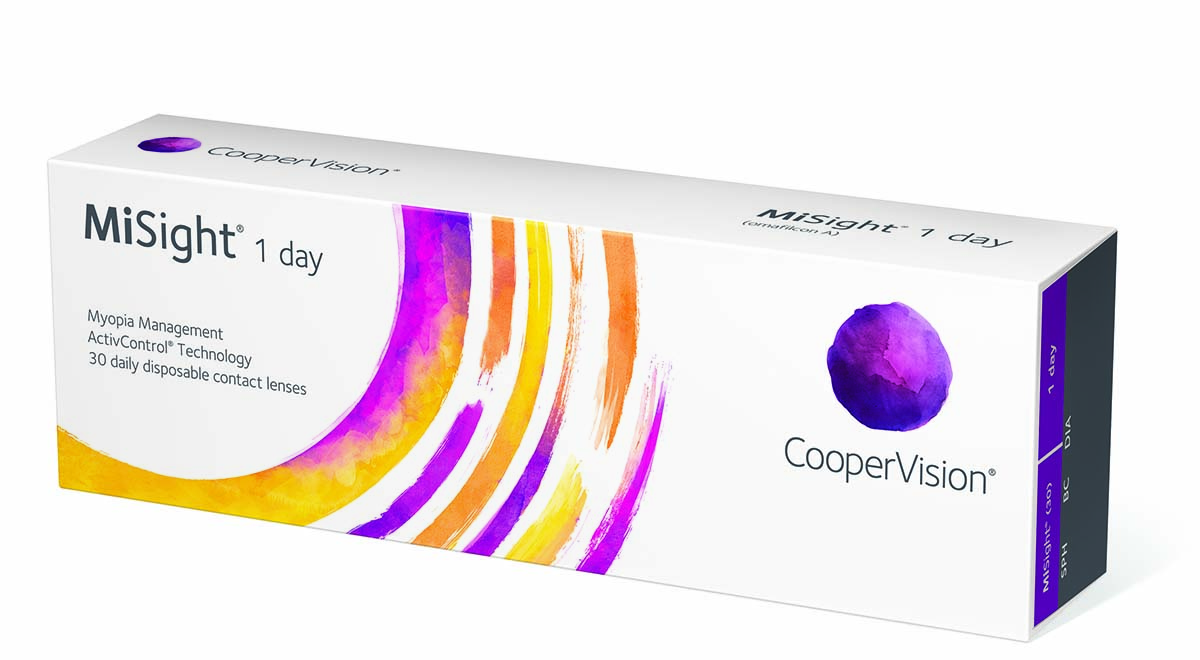 CooperVision®
MiSight® 1 day
(omafilcon A)
MiSight® 1 day
Myopia Management
ActivControl® Technology
30 daily disposable contact lenses
CooperVision®
MiSight® (30) 1 day
SPH BC DIA